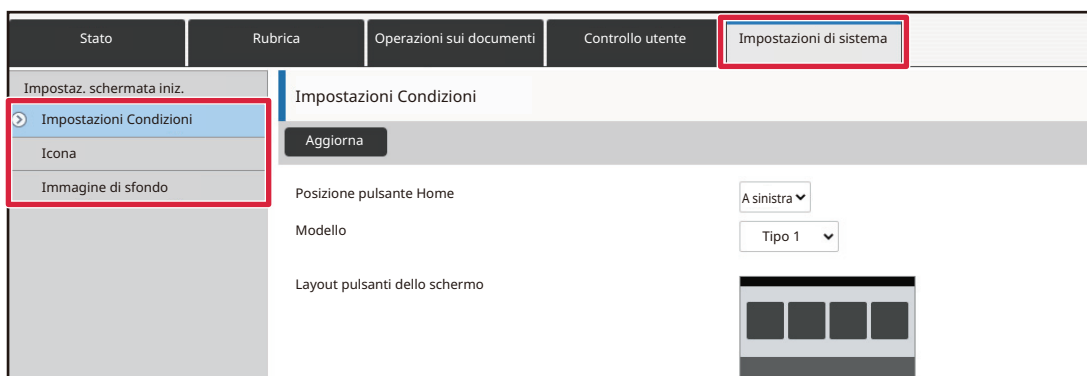 Stato
Rubrica
Operazioni sui documenti
Controllo utente
Impostazioni di sistema
Impostaz. schermata iniz.
Impostazioni Condizioni
Icona
Immagine di sfondo
Impostazioni Condizioni
Aggiorna
Posizione pulsante Home
A sinistra
Modello
Tipo 1
Layout pulsanti dello schermo